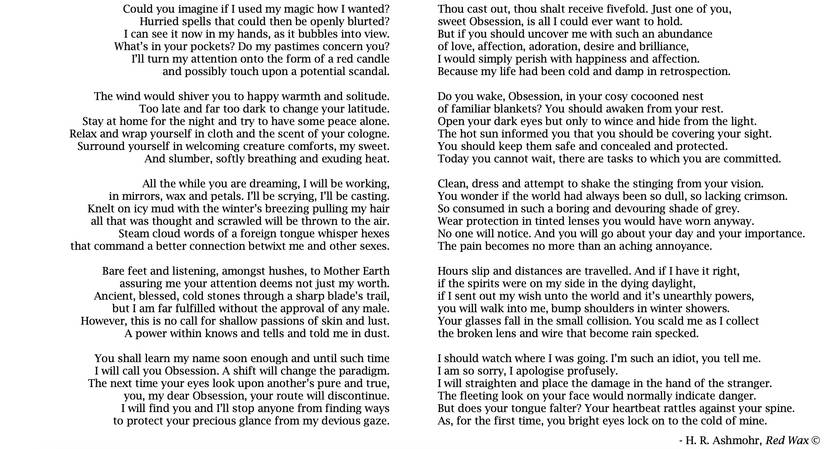 Could you imagine if I used my magic how I wanted?
Hurried spells that could then be openly blurted?
I can see it now in my hands, as it bubbles into view.
What's in your pockets? Do my pastimes concern you?
I'll turn my attention onto the form of a red candle
and possibly touch upon a potential scandal.
The wind would shiver you to happy warmth and solitude.
Too late and far too dark to change your latitude.
Stay at home for the night and try to have some peace alone.
Relax and wrap yourself in cloth and the scent of your cologne.
Surround yourself in welcoming creature comforts, my sweet.
And slumber, softly breathing and exuding heat.
All the while you are dreaming, I will be working,
in mirrors, wax and petals. I'll be scrying, I'll be casting.
Knelt on icy mud with the winter's breezing pulling my hair
all that was thought and scrawled will be thrown to the air.
Steam cloud words of a foreign tongue whisper hexes
that command a better connection betwixt me and other sexes.
Bare feet and listening, amongst hushes, to Mother Earth
assuring me your attention deems not just my worth.
Ancient, blessed, cold stones through a sharp blade's trail,
but I am far fulfilled without the approval of any male.
However, this is no call for shallow passions of skin and lust.
A power within knows and tells and told me in dust.
You shall learn my name soon enough and until such time
I will call you Obsession. A shift will change the paradigm.
The next time your eyes look upon another's pure and true,
you, my dear Obsession, your route will discontinue.
I will find you and I'll stop anyone from finding ways
to protect your precious glance from my devious gaze.
Thou cast out, thou shalt receive fivefold. Just one of you,
sweet Obsession, is all I could ever want to hold.
But if you should uncover me with such an abundance
of love, affection, adoration, desire and brilliance,
I would simply perish with happiness and affection.
Because my life had been cold and damp in retrospection.
Do you wake, Obsession, in your cosy cocooned nest
of familiar blankets? You should awaken from your rest.
Open your dark eyes but only to wince and hide from the light.
The hot sun informed you that you should be covering your sight.
You should keep them safe and concealed and protected.
Today you cannot wait, there are tasks to which you are committed.
Clean, dress and attempt to shake the stinging from your vision.
You wonder if the world had always been so dull, so lacking crimson.
So consumed in such a boring and devouring shade of grey.
Wear protection in tinted lenses you would have worn anyway.
No one will notice. And you will go about your day and your importance.
The pain becomes no more than an aching annoyance.
Hours slip and distances are travelled. And if I have it right,
if the spirits were on my side in the dying daylight,
if I sent out my wish unto the world and it's unearthly powers,
you will walk into me, bump shoulders in winter showers.
Your glasses fall in the small collision. You scald me as I collect
the broken lens and wire that become rain specked.
I should watch where I was going. I'm such an idiot, you tell me.
I am so sorry, I apologise profusely.
I will straighten and place the damage in the hand of the stranger.
The fleeting look on your face would normally indicate danger.
But does your tongue falter? Your heartbeat rattles against your spine.
As, for the first time, you bright eyes lock on to the cold of mine.
- H. R. Ashmohr, Red Wax ©